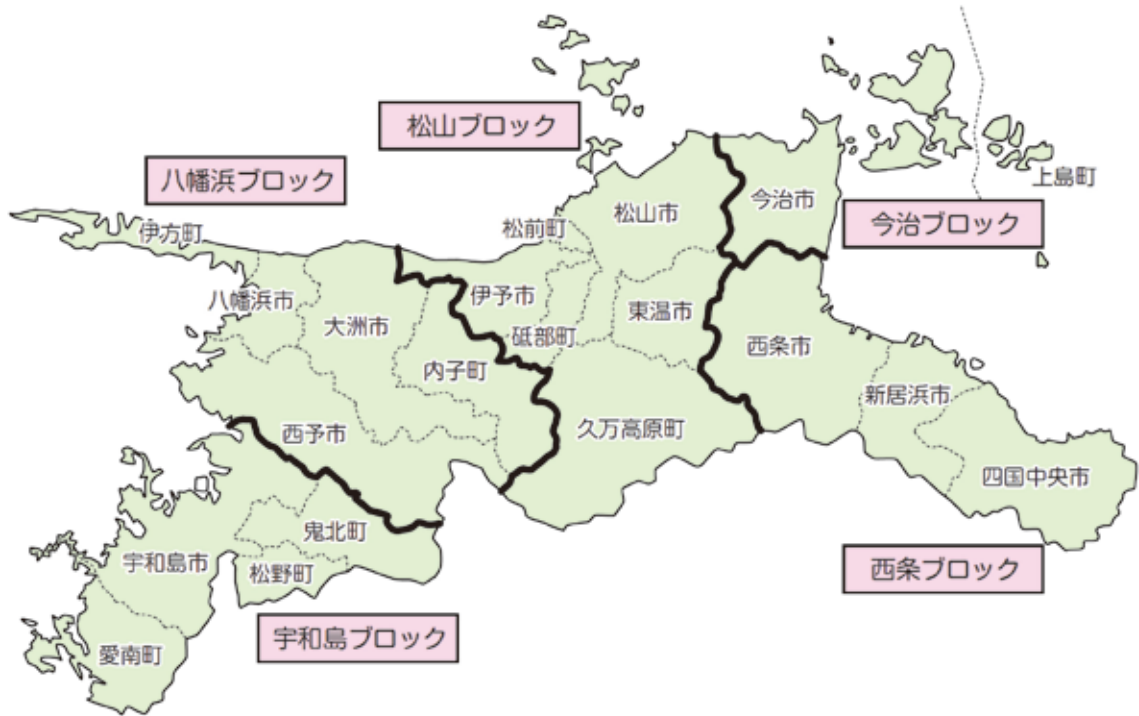 松山ブロック
八幡浜ブロック
上島町
今治市
松山市
今治ブロック
松前町
伊方町
伊予市
八幡浜市
東温市
大洲市
砥部町
西条市
内子町
新居浜市
西予市
久万高原町
四国中央市
鬼北町
宇和島市
松野町
西条ブロック
宇和島ブロック
愛南町